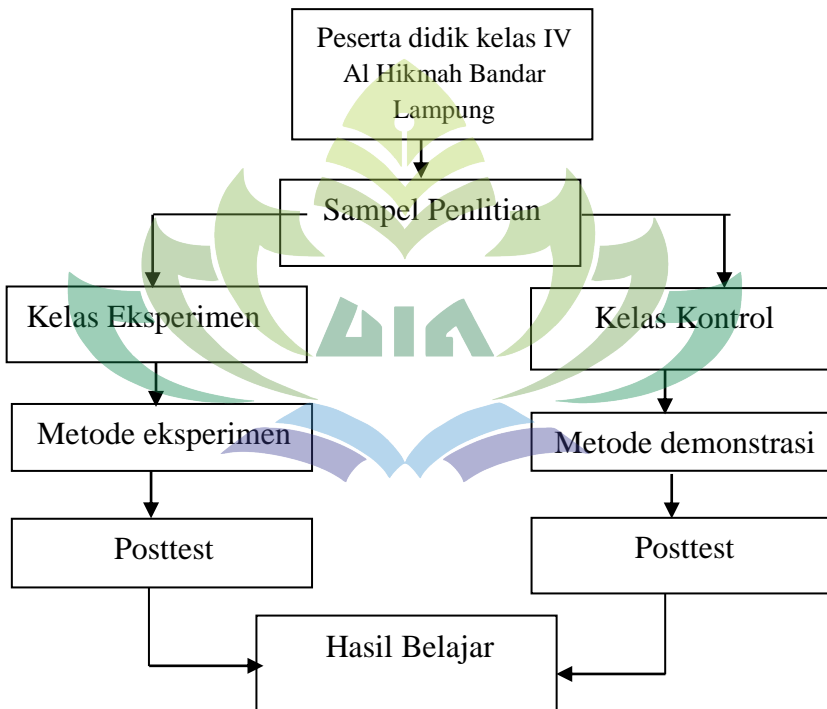 Peserta didik kelas IV
Al Hikmah Bandar
Lampung
Sampel Penlitian
Kelas Eksperimen
Kelas Kontrol
Metode eksperimen
Metode demonstrasi
Posttest
Posttest
Hasil Belajar